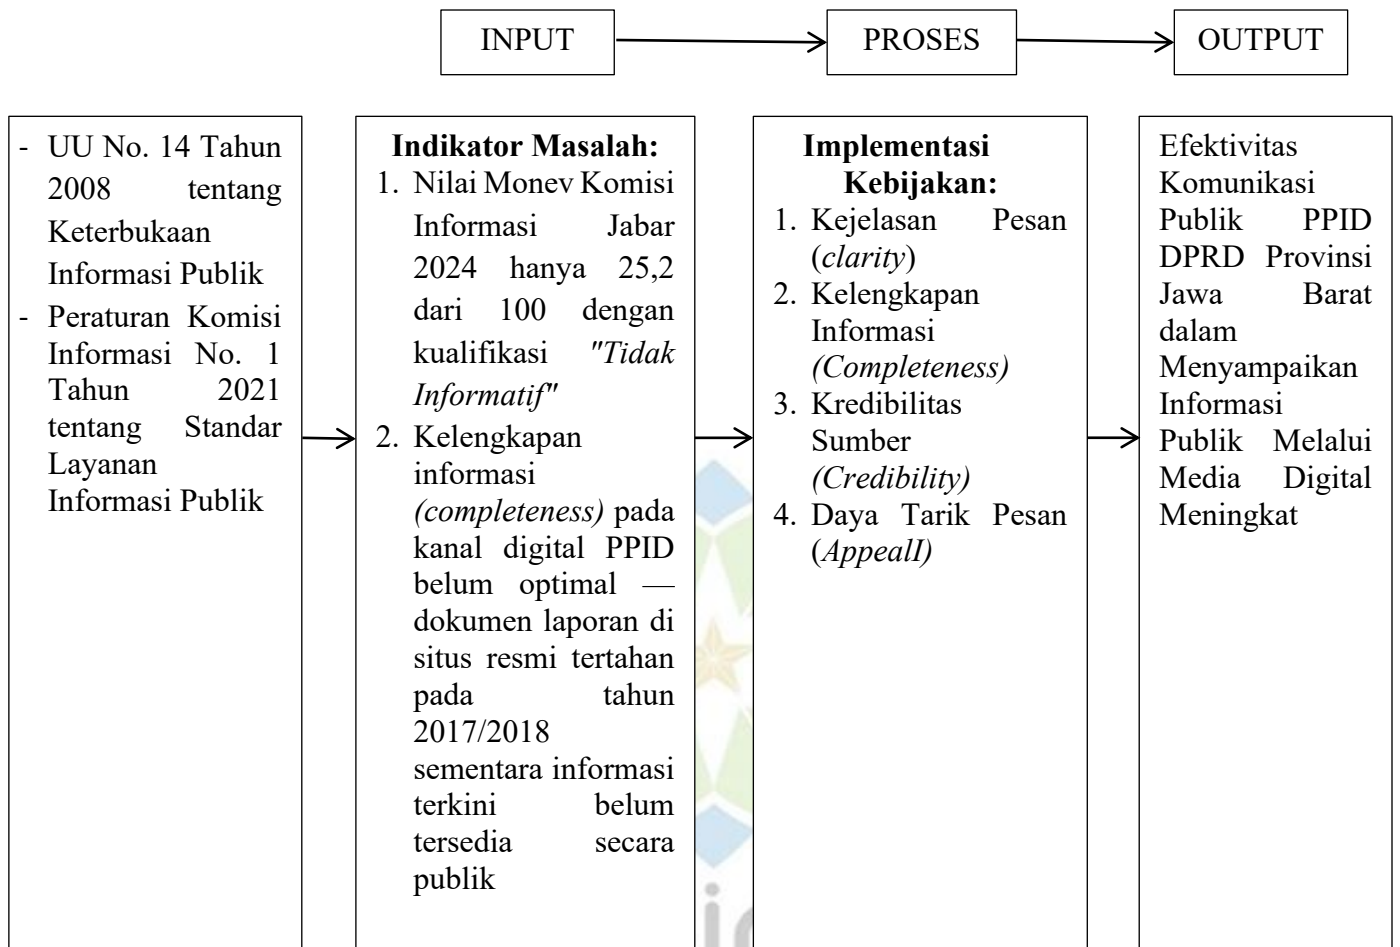 INPUT
PROSES
OUTPUT
- UU No. 14 Tahun
2008 tentang
Keterbukaan
Informasi Publik
- Peraturan Komisi
Informasi No. 1
Tahun 2021
tentang Standar
Layanan
Informasi Publik
Indikator Masalah:
1. Nilai Monev Komisi
Informasi Jabar
2024 hanya 25,2
dari 100 dengan
kualifikasi "Tidak
Informatif"
2. Kelengkapan
informasi
(completeness) pada
kanal digital PPID
belum optimal —
dokumen laporan di
situs resmi tertahan
pada tahun
2017/2018
sementara informasi
terkini belum
tersedia secara
publik
Implementasi
Kebijakan:
1. Kejelasan Pesan
(clarity)
2. Kelengkapan
Informasi
(Completeness)
3. Kredibilitas
Sumber
(Credibility)
4. Daya Tarik Pesan
(AppealI)
Efektivitas
Komunikasi
Publik PPID
DPRD Provinsi
Jawa Barat
dalam
Menyampaikan
Informasi
Publik Melalui
Media Digital
Meningkat